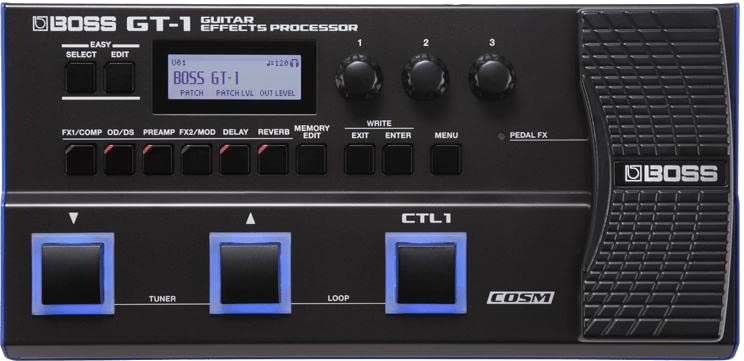 BOSS GT-1 GUITAR
EFFECTS PROCESSOR
EASY
SELECT EDIT
U01 ♩=120
BOSS GT-1
PATCH PATCH LVL OUT LEVEL
1 2 3
FX1/COMP OD/DS PREAMP FX2/MOD DELAY REVERB MEMORY
EDIT
WRITE
EXIT ENTER MENU
PEDAL FX
BOSS
▼ ▲ CTL1
TUNER LOOP
COSM